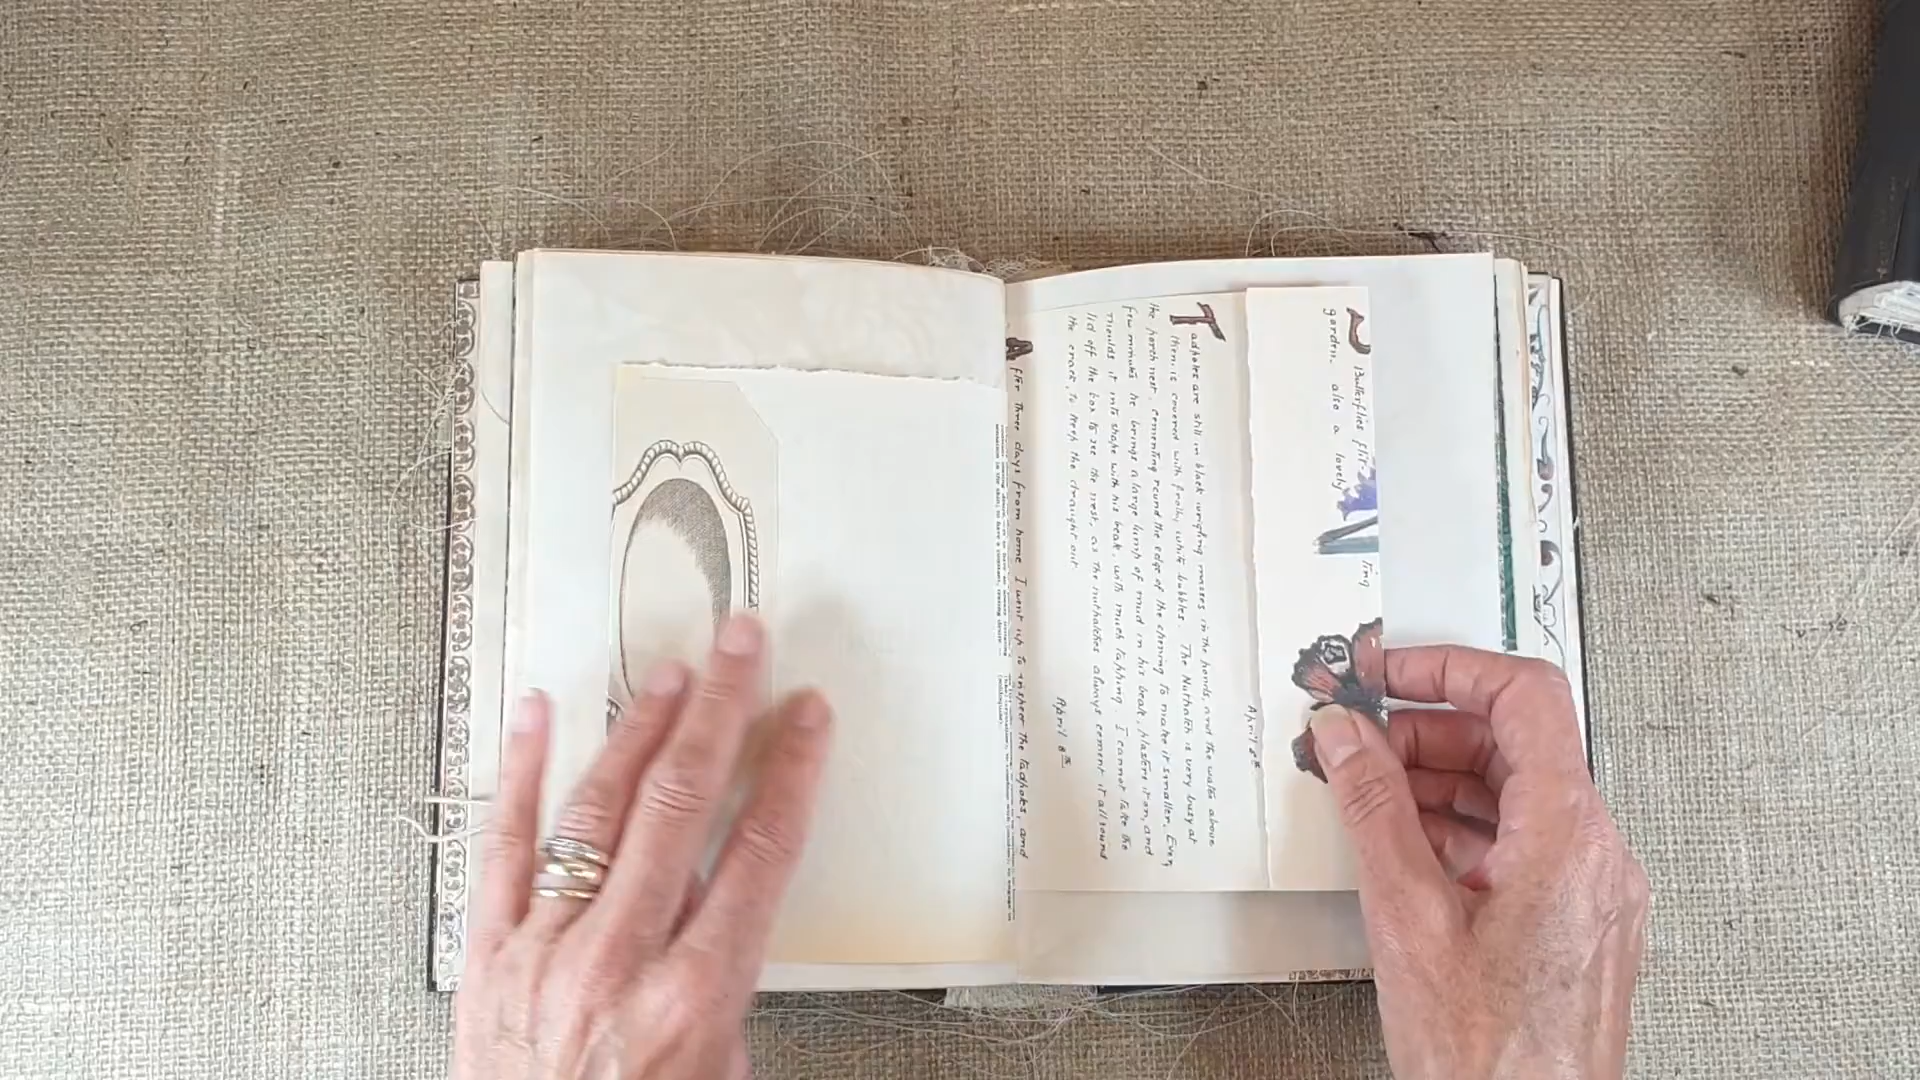 Butterflies flit-
garden. also a lovely
ting
April 8th
Tadpoles are still in black wriggling masses in the ponds, and the water above
them is covered with frothy white bubbles. The Nuthatch is very busy at
the porch nest, cementing round the edge of the opening to make it smaller. Every
few minutes he brings a large lump of mud in his beak, plasters it on, and
moulds it into shape with his beak, with much tapping. I cannot take the
lid off the box to see the nest, as the nuthatches always cement it all round
the cracks to keep the draught out.
April 8th
After three days from home I went up to inspect the tadpoles, and